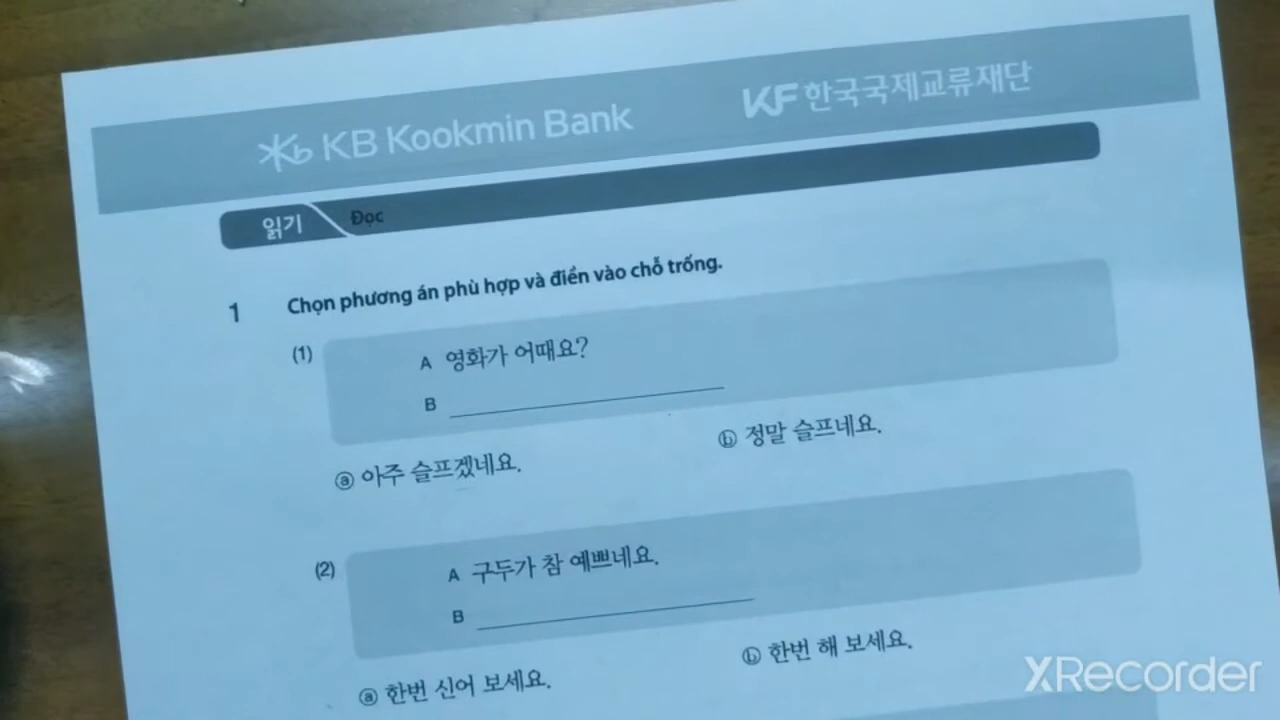 KB Kookmin Bank
KF 한국국제교류재단
읽기 Đọc
1 Chọn phương án phù hợp và điền vào chỗ trống.
(1) A 영화가 어때요?
B
ⓐ 아주 슬프겠네요. ⓑ 정말 슬프네요.
(2) A 구두가 참 예쁘네요.
B
ⓐ 한번 신어 보세요. ⓑ 한번 해 보세요.
XRecorder